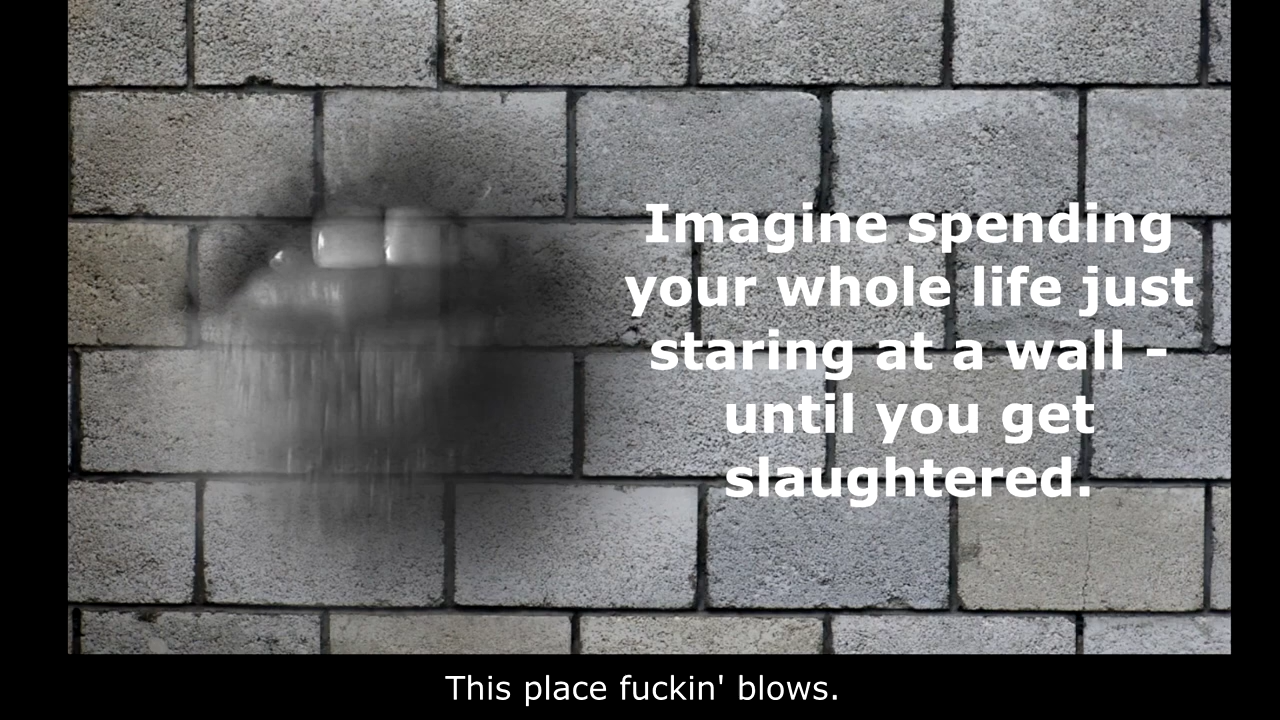 Imagine spending
your whole life just
staring at a wall -
until you get
slaughtered.
This place fuckin' blows.